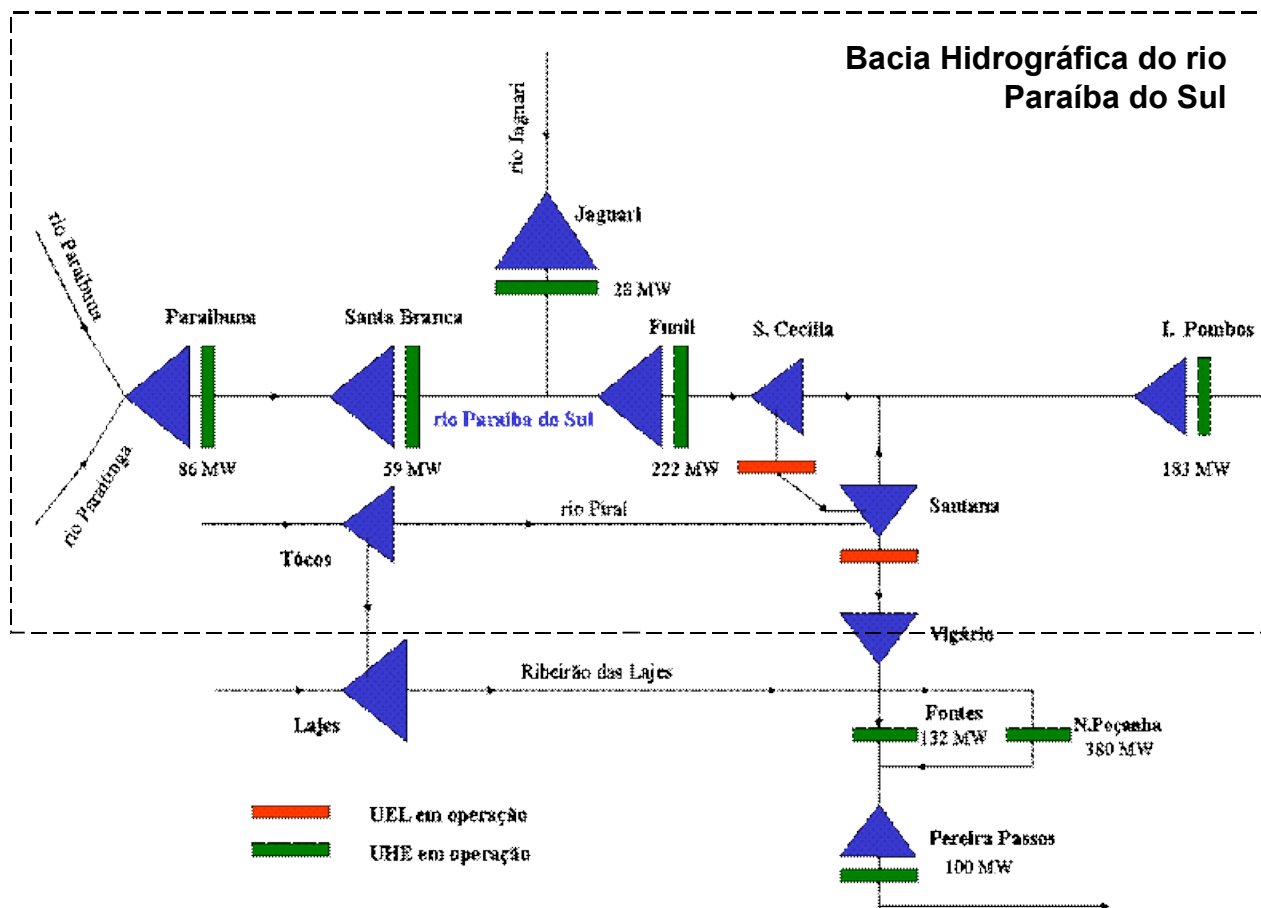 Bacia Hidrográfica do rio
Paraíba do Sul
rio Jaguari
Jaguari
28 MW
rio Paraibuna
Paraibuna
86 MW
Santa Branca
59 MW
Funil
222 MW
S. Cecília
I. Pombos
183 MW
rio Paraíba do Sul
rio Paraitinga
Tócos
rio Piraí
Santana
Vigário
Lajes
Ribeirão das Lajes
Fontes
132 MW
N.Peçanha
380 MW
UEL em operação
UHE em operação
Pereira Passos
100 MW